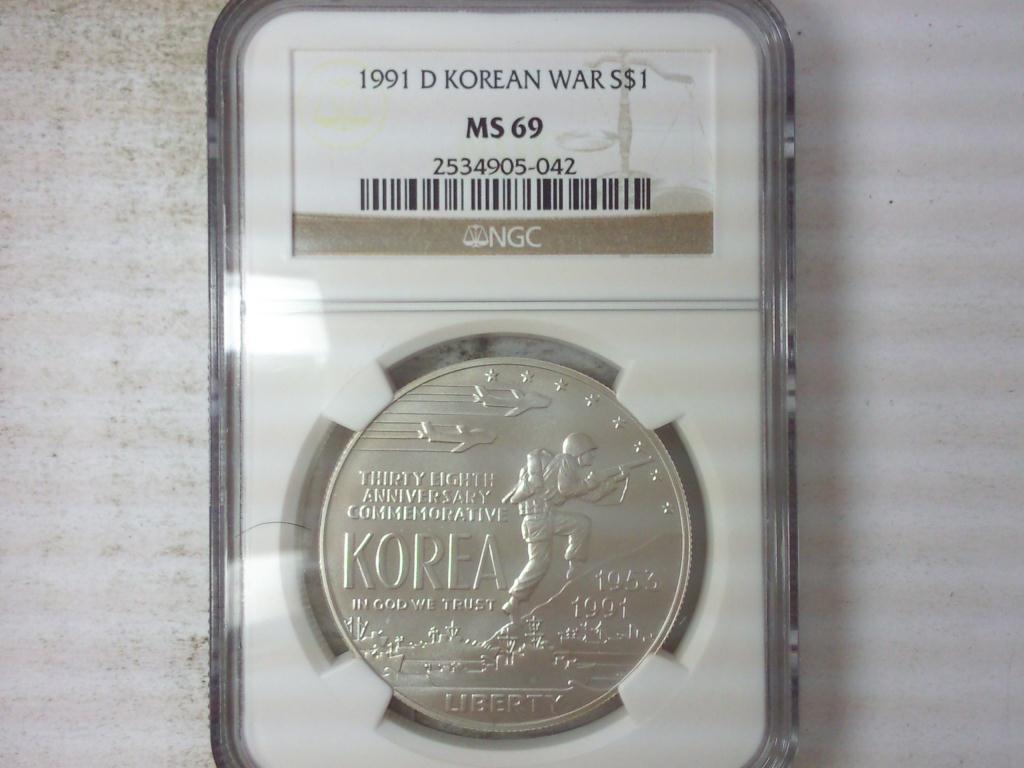 1991 D KOREAN WAR S$1
MS 69
2534905-042
NGC
THIRTY EIGHTH
ANNIVERSARY
COMMEMORATIVE
KOREA
IN GOD WE TRUST
1953
1991
LIBERTY